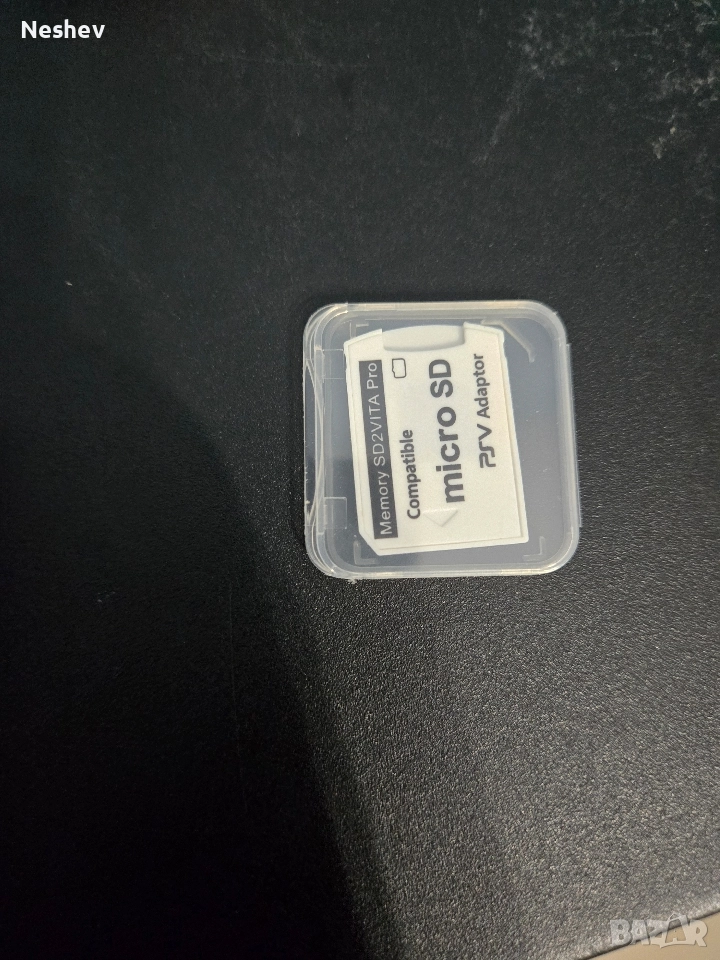 Neshev
Memory SD2VITA Pro
Compatible
micro SD
PSV Adaptor
BAZAR